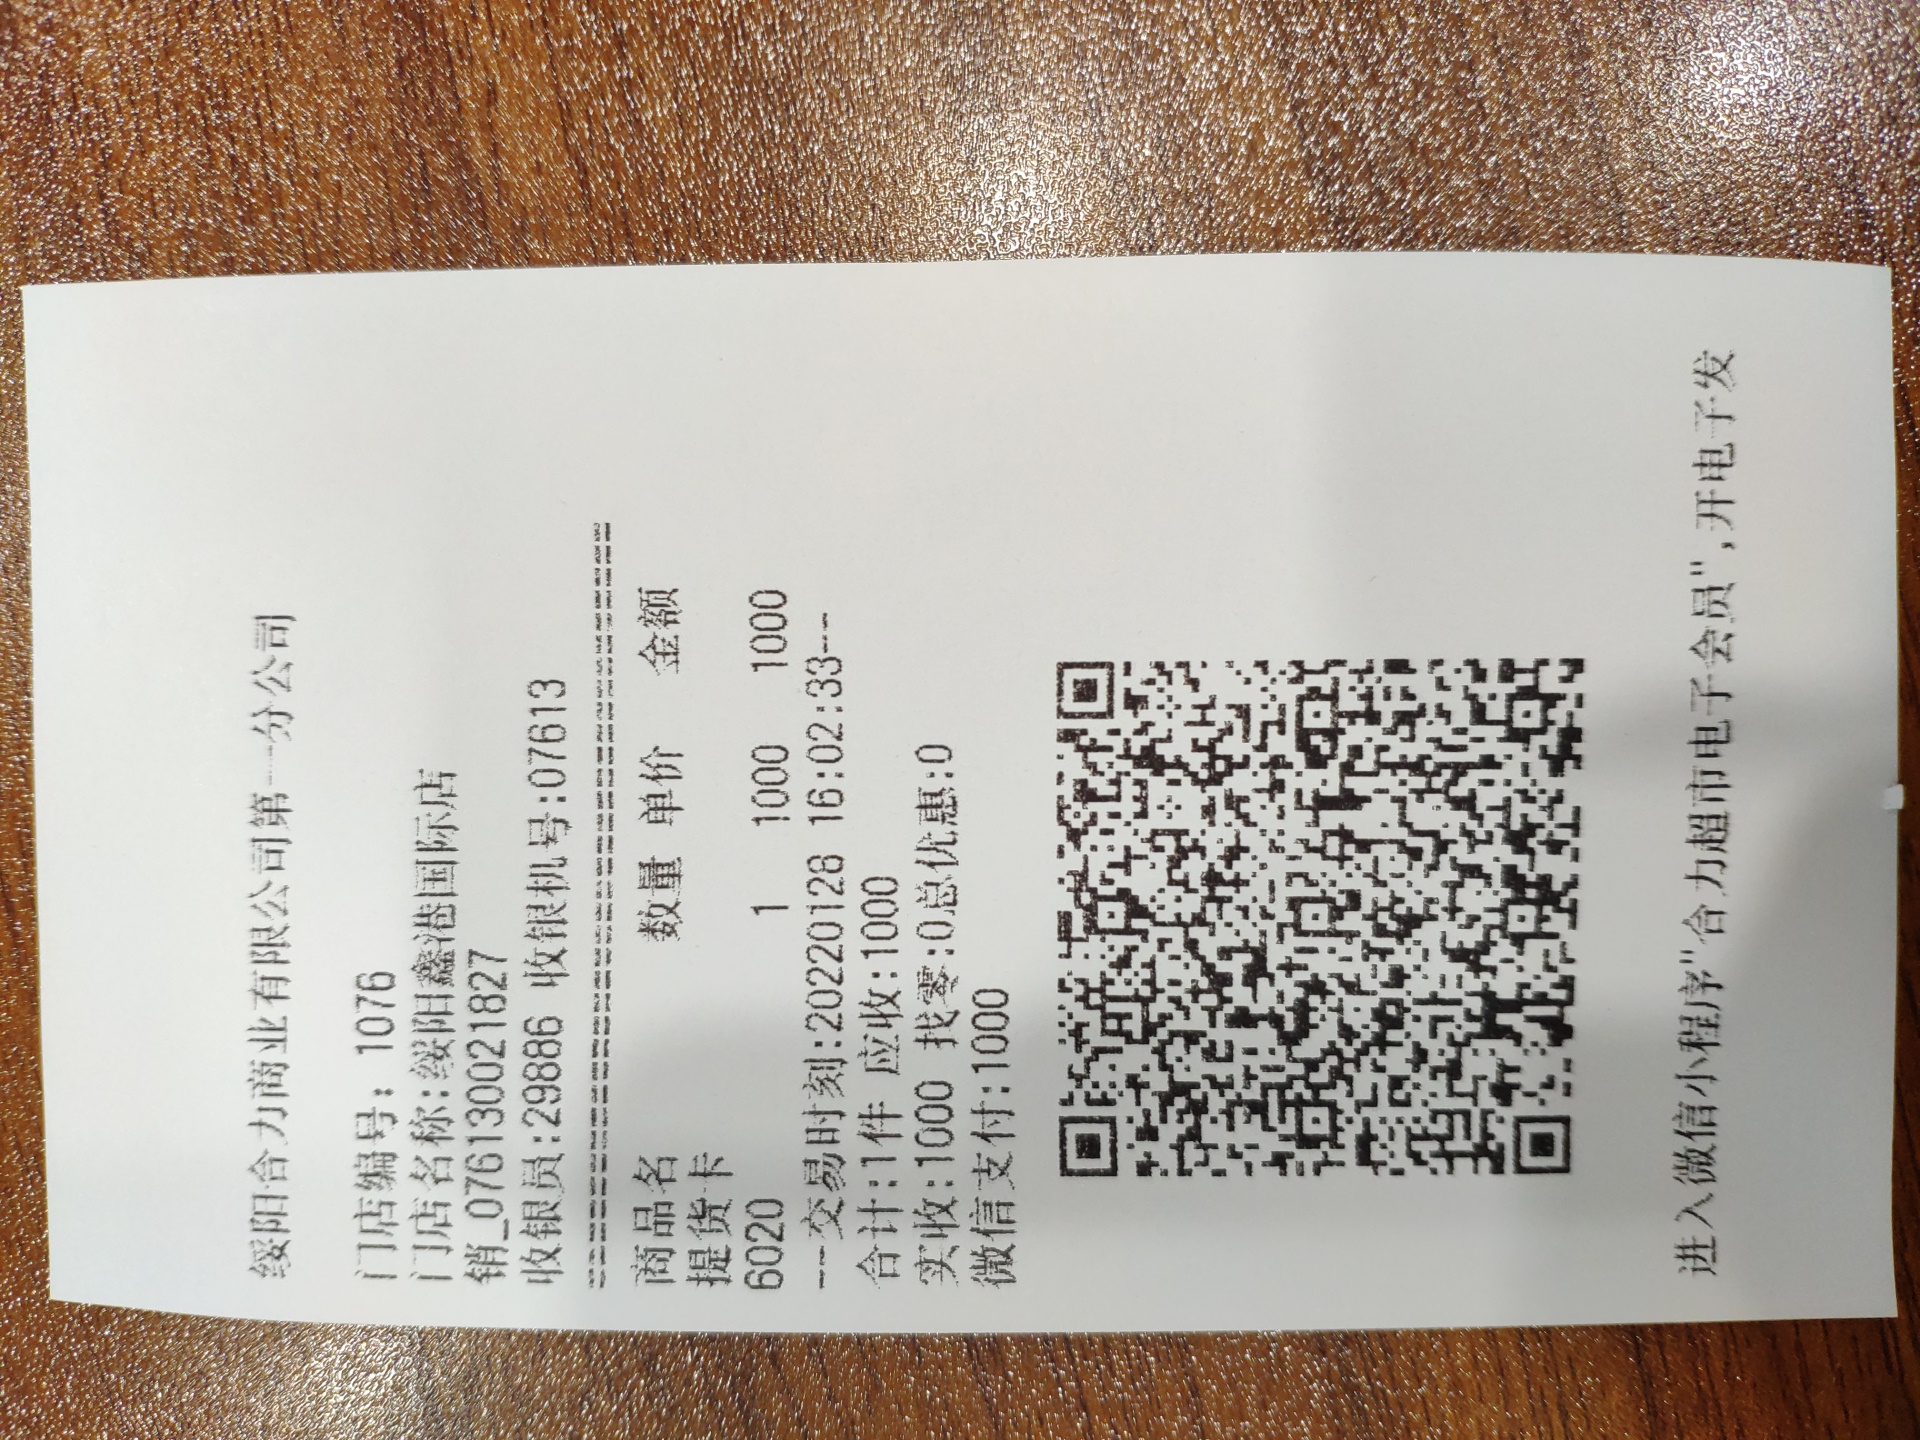 绥阳合力商业有限公司第一分公司
门店编号: 1076
门店名称:绥阳鑫港国际店
销_0761300021827
收银员:29886 收银机号:07613
商品名 数量 单价 金额
提货卡
6020 1 1000 1000
--交易时刻:20220128 16:02:33---
合计:1件 应收:1000
实收:1000 找零:0总优惠:0
微信支付:1000
进入微信小程序"合力超市电子会员",开电子发